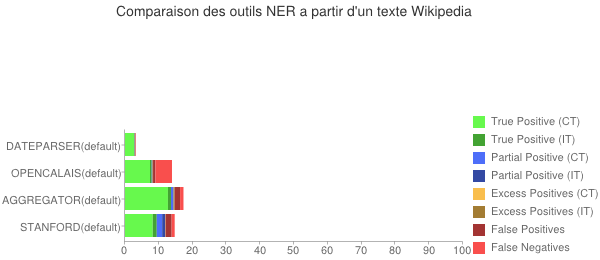 Comparaison des outils NER a partir d'un texte Wikipedia
DATEPARSER(default)
OPENCALAIS(default)
AGGREGATOR(default)
STANFORD(default)
0 10 20 30 40 50 60 70 80 90 100
True Positive (CT)
True Positive (IT)
Partial Positive (CT)
Partial Positive (IT)
Excess Positives (CT)
Excess Positives (IT)
False Positives
False Negatives